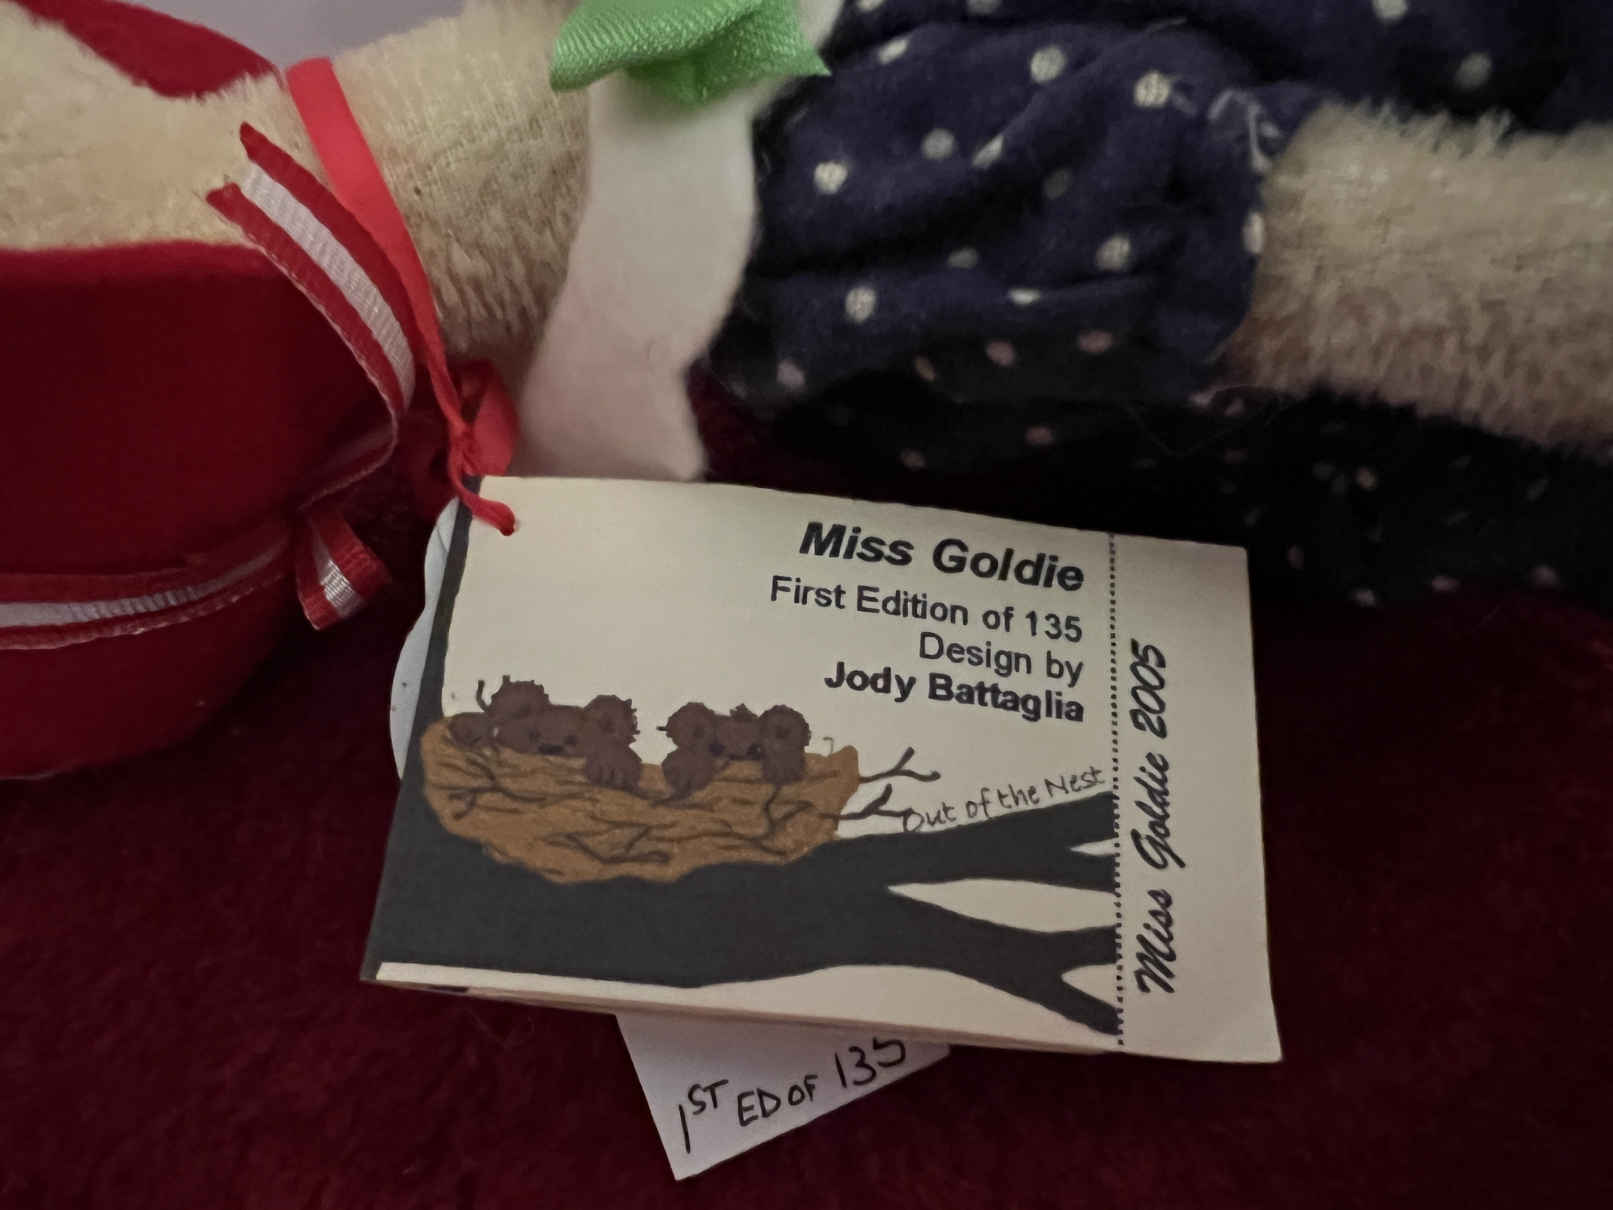 Miss Goldie
First Edition of 135
Design by
Jody Battaglia
Out of the Nest
Miss Goldie 2005
1ST ED OF 135